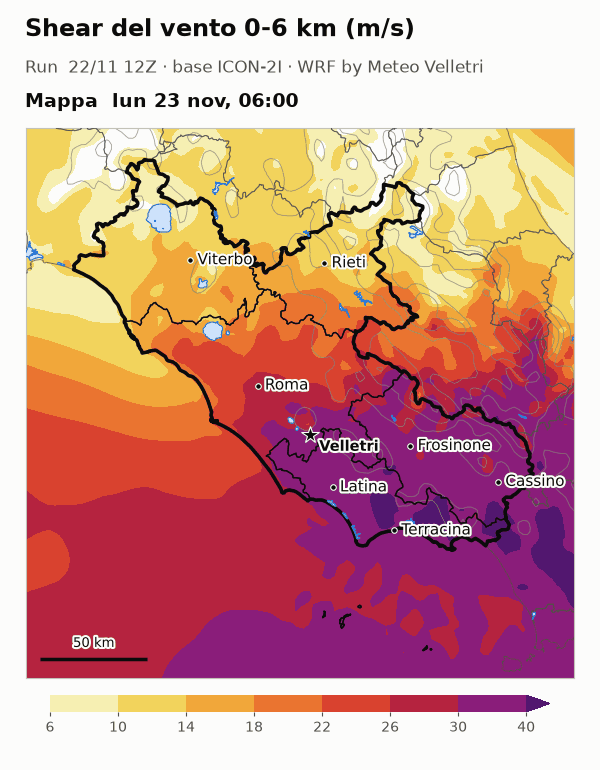 Shear del vento 0-6 km (m/s)
Run  22/11 12Z · base ICON-2I · WRF by Meteo Velletri
Mappa  lun 23 nov, 06:00
Viterbo
Rieti
Roma
Velletri
Frosinone
Latina
Cassino
Terracina
50 km
6 10 14 18 22 26 30 40